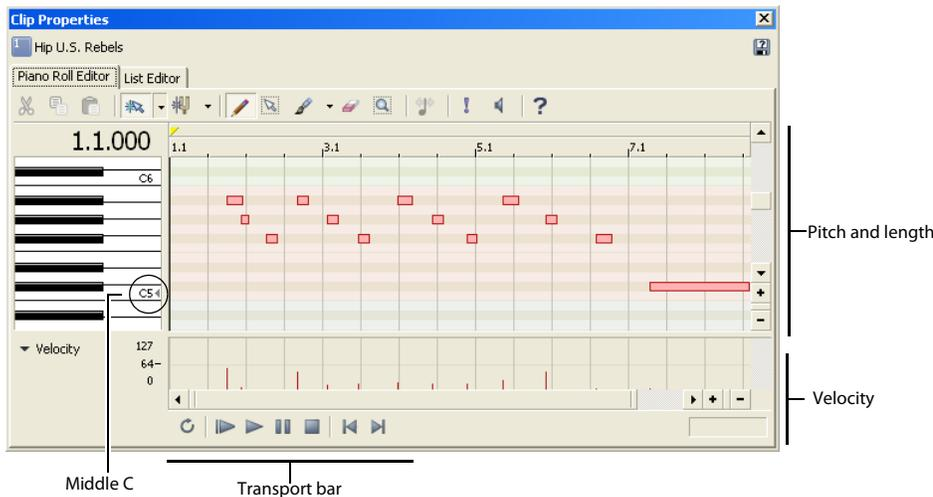 Clip Properties
1 Hip U.S. Rebels
Piano Roll Editor List Editor
1.1.000
1.1 3.1 5.1 7.1
C6
Pitch and length
C5
Velocity 127
64
0
Velocity
Middle C
Transport bar